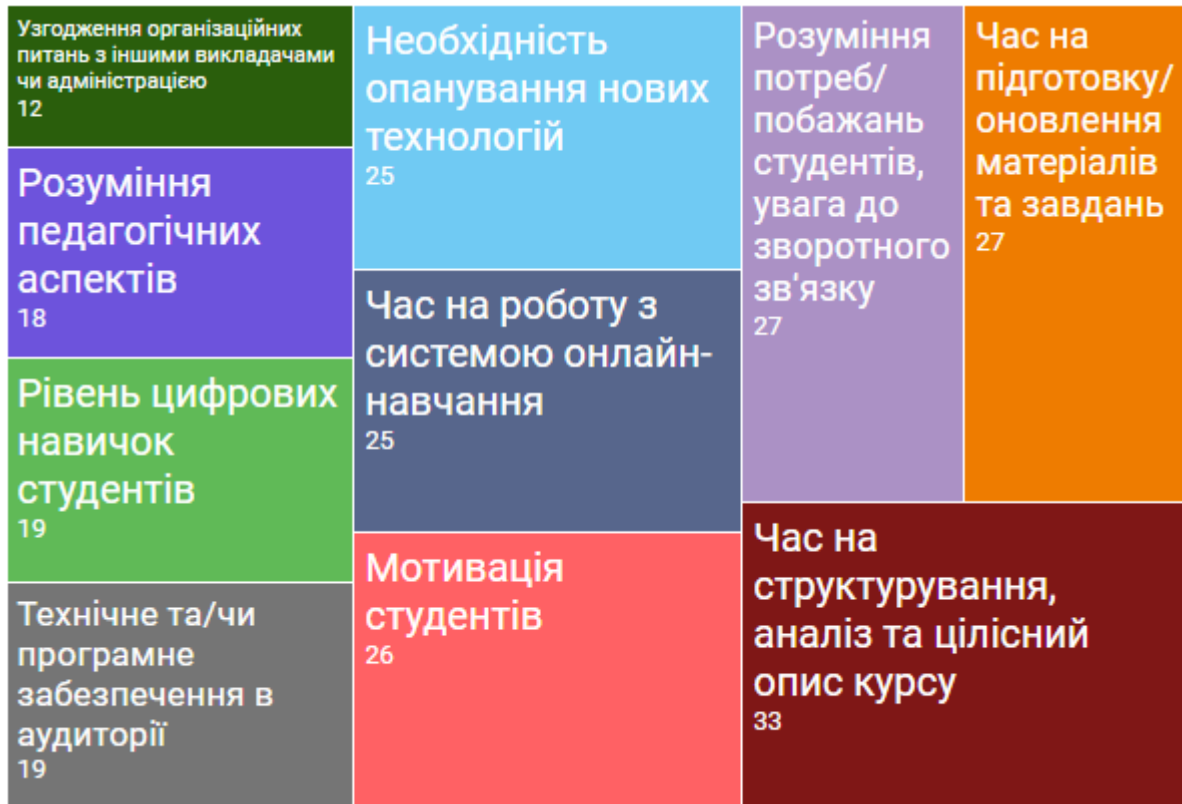 Узгодження організаційних
питань з іншими викладачами
чи адміністрацією
12
Розуміння
педагогічних
аспектів
18
Рівень цифрових
навичок
студентів
19
Технічне та/чи
програмне
забезпечення в
аудиторії
19
Необхідність
опанування нових
технологій
25
Час на роботу з
системою онлайн-
навчання
25
Мотивація
студентів
26
Розуміння
потреб/
побажань
студентів,
увага до
зворотного
зв'язку
27
Час на
підготовку/
оновлення
матеріалів
та завдань
27
Час на
структурування,
аналіз та цілісний
опис курсу
33